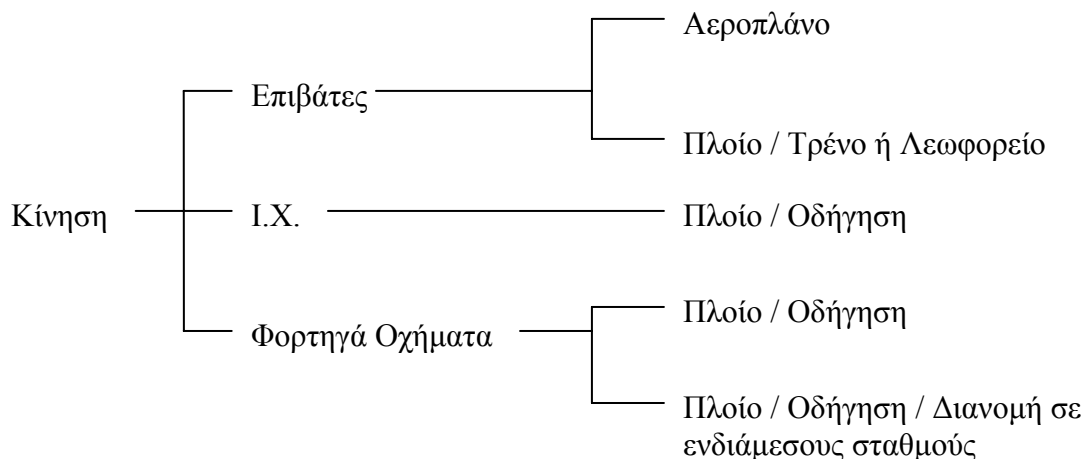 Αεροπλάνο
Επιβάτες
Πλοίο / Τρένο ή Λεωφορείο
Κίνηση
Ι.Χ.
Πλοίο / Οδήγηση
Πλοίο / Οδήγηση
Φορτηγά Οχήματα
Πλοίο / Οδήγηση / Διανομή σε
ενδιάμεσους σταθμούς